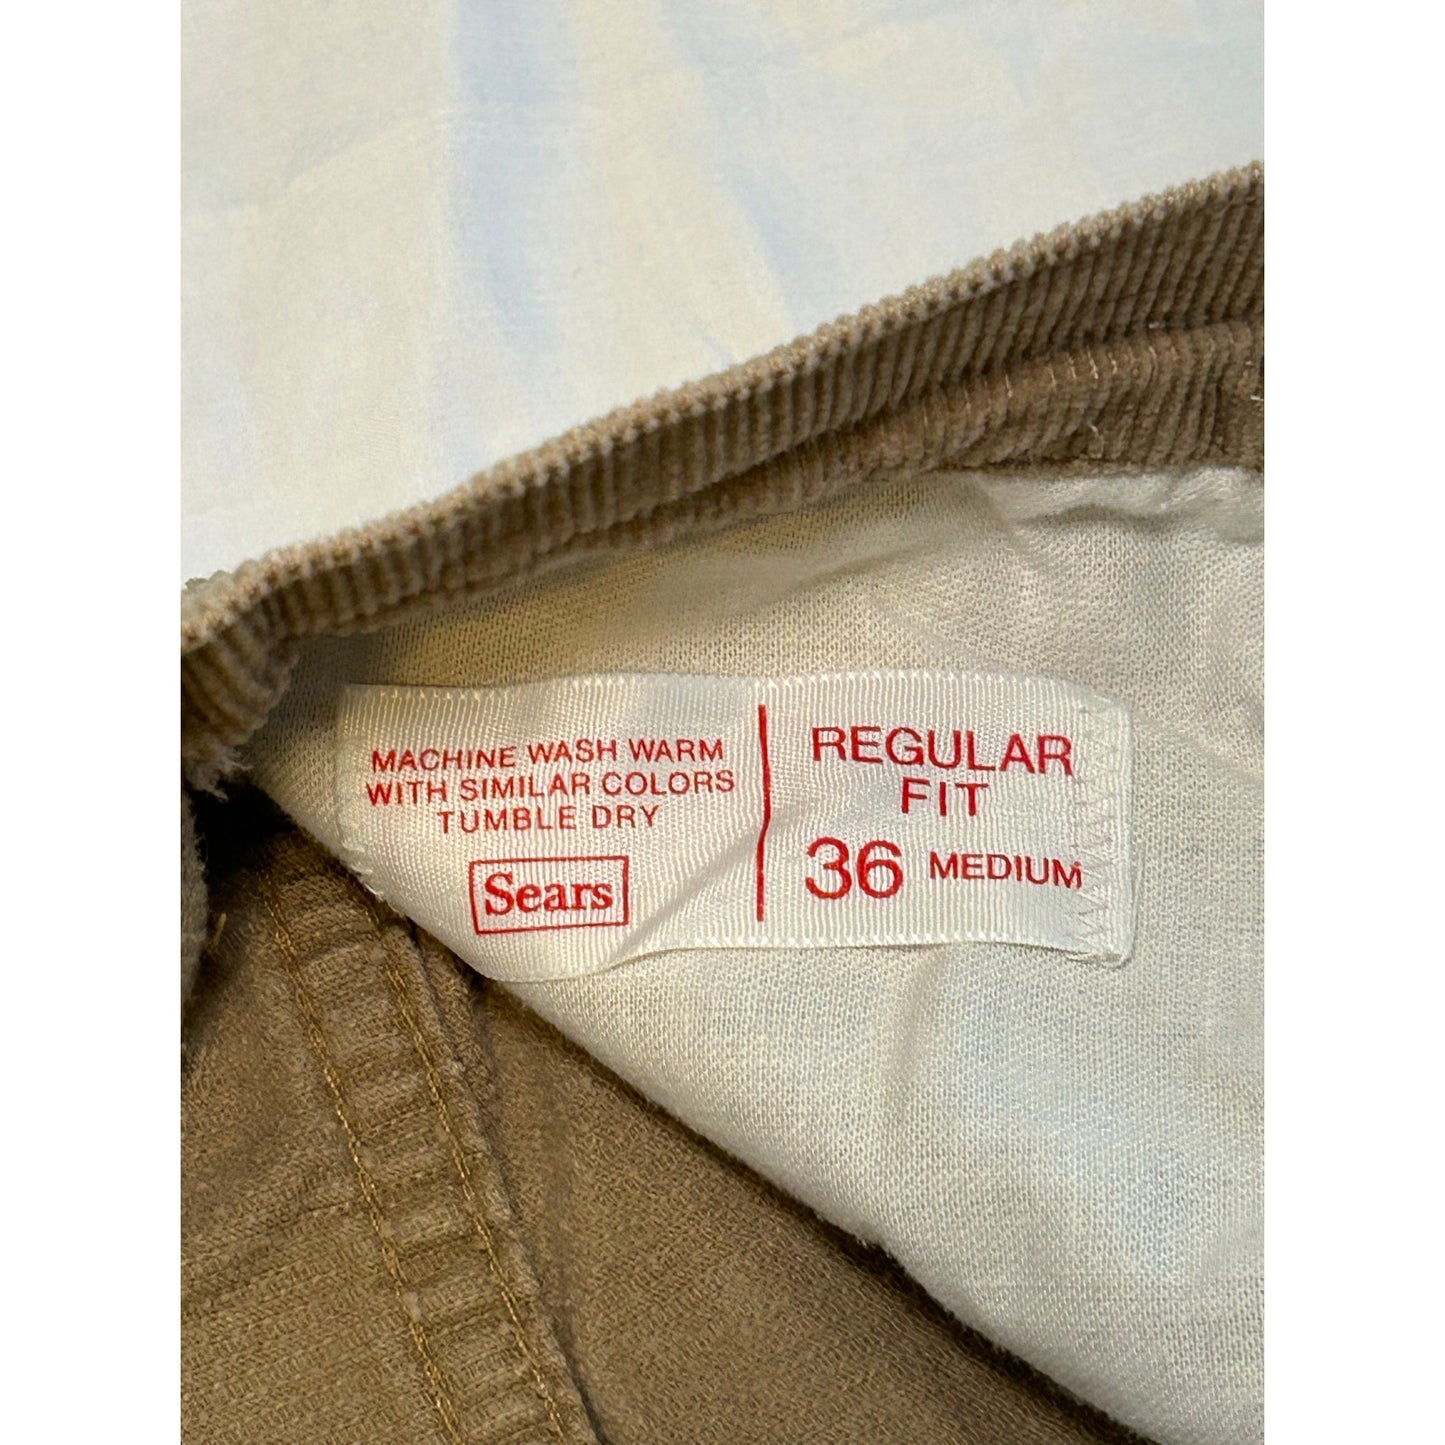 MACHINE WASH WARM
WITH SIMILAR COLORS
TUMBLE DRY
Sears
REGULAR
FIT
36 MEDIUM